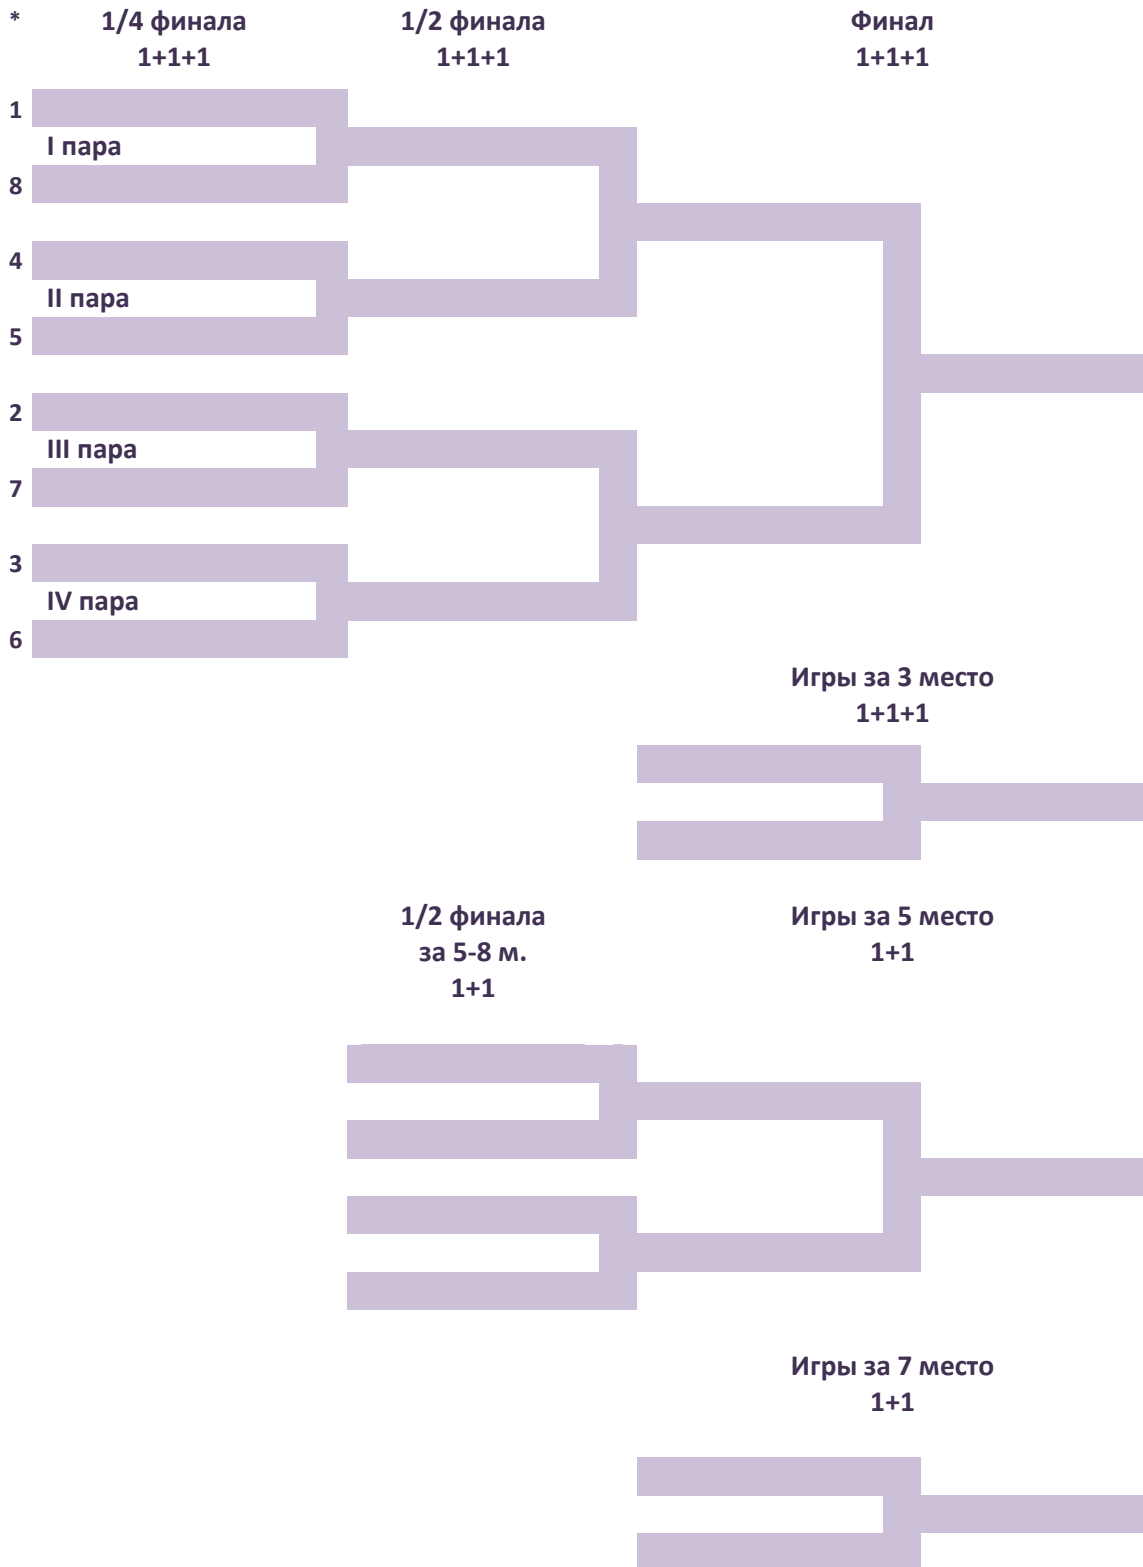 * 1/4 финала 1/2 финала Финал
1+1+1 1+1+1 1+1+1
1
I пара
8
4
II пара
5
2
III пара
7
3
IV пара
6
Игры за 3 место
1+1+1
1/2 финала Игры за 5 место
за 5-8 м. 1+1
1+1
Игры за 7 место
1+1